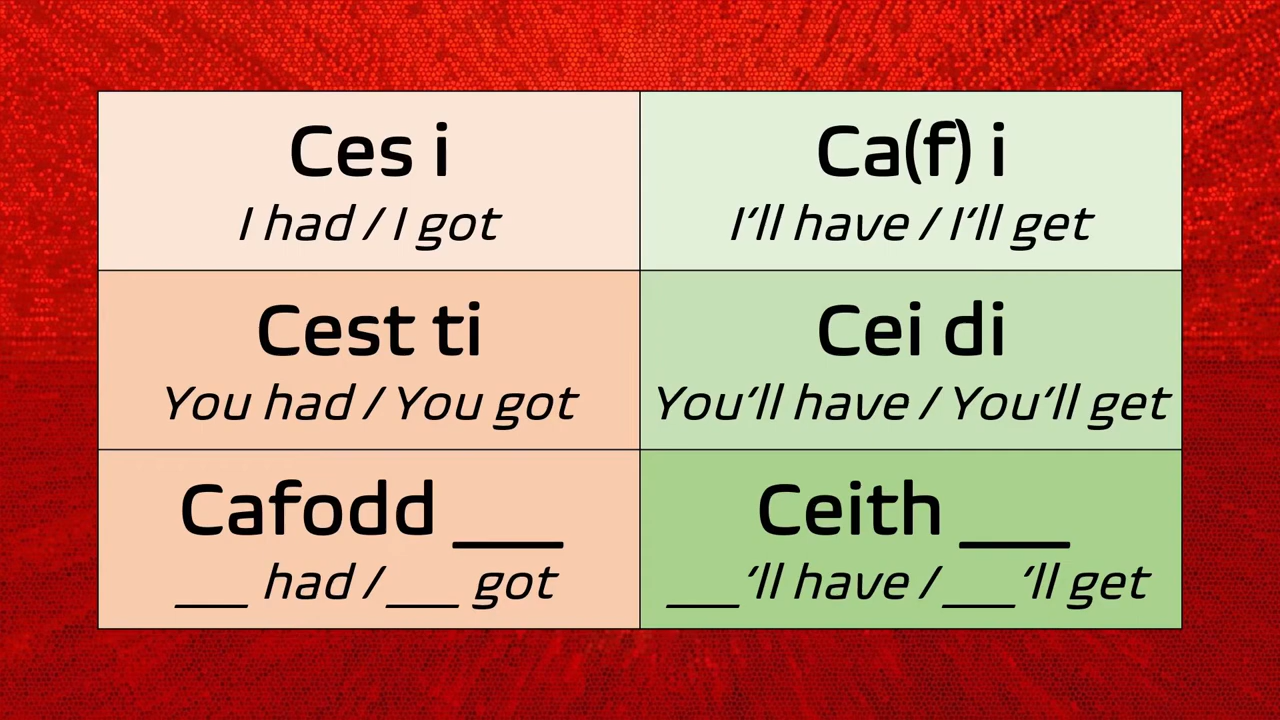 Ces i
I had / I got
Ca(f) i
I’ll have / I’ll get
Cest ti
You had / You got
Cei di
You‘ll have / You‘ll get
Cafodd ___
___ had /___ got
Ceith ___
___‘ll have /___‘ll get